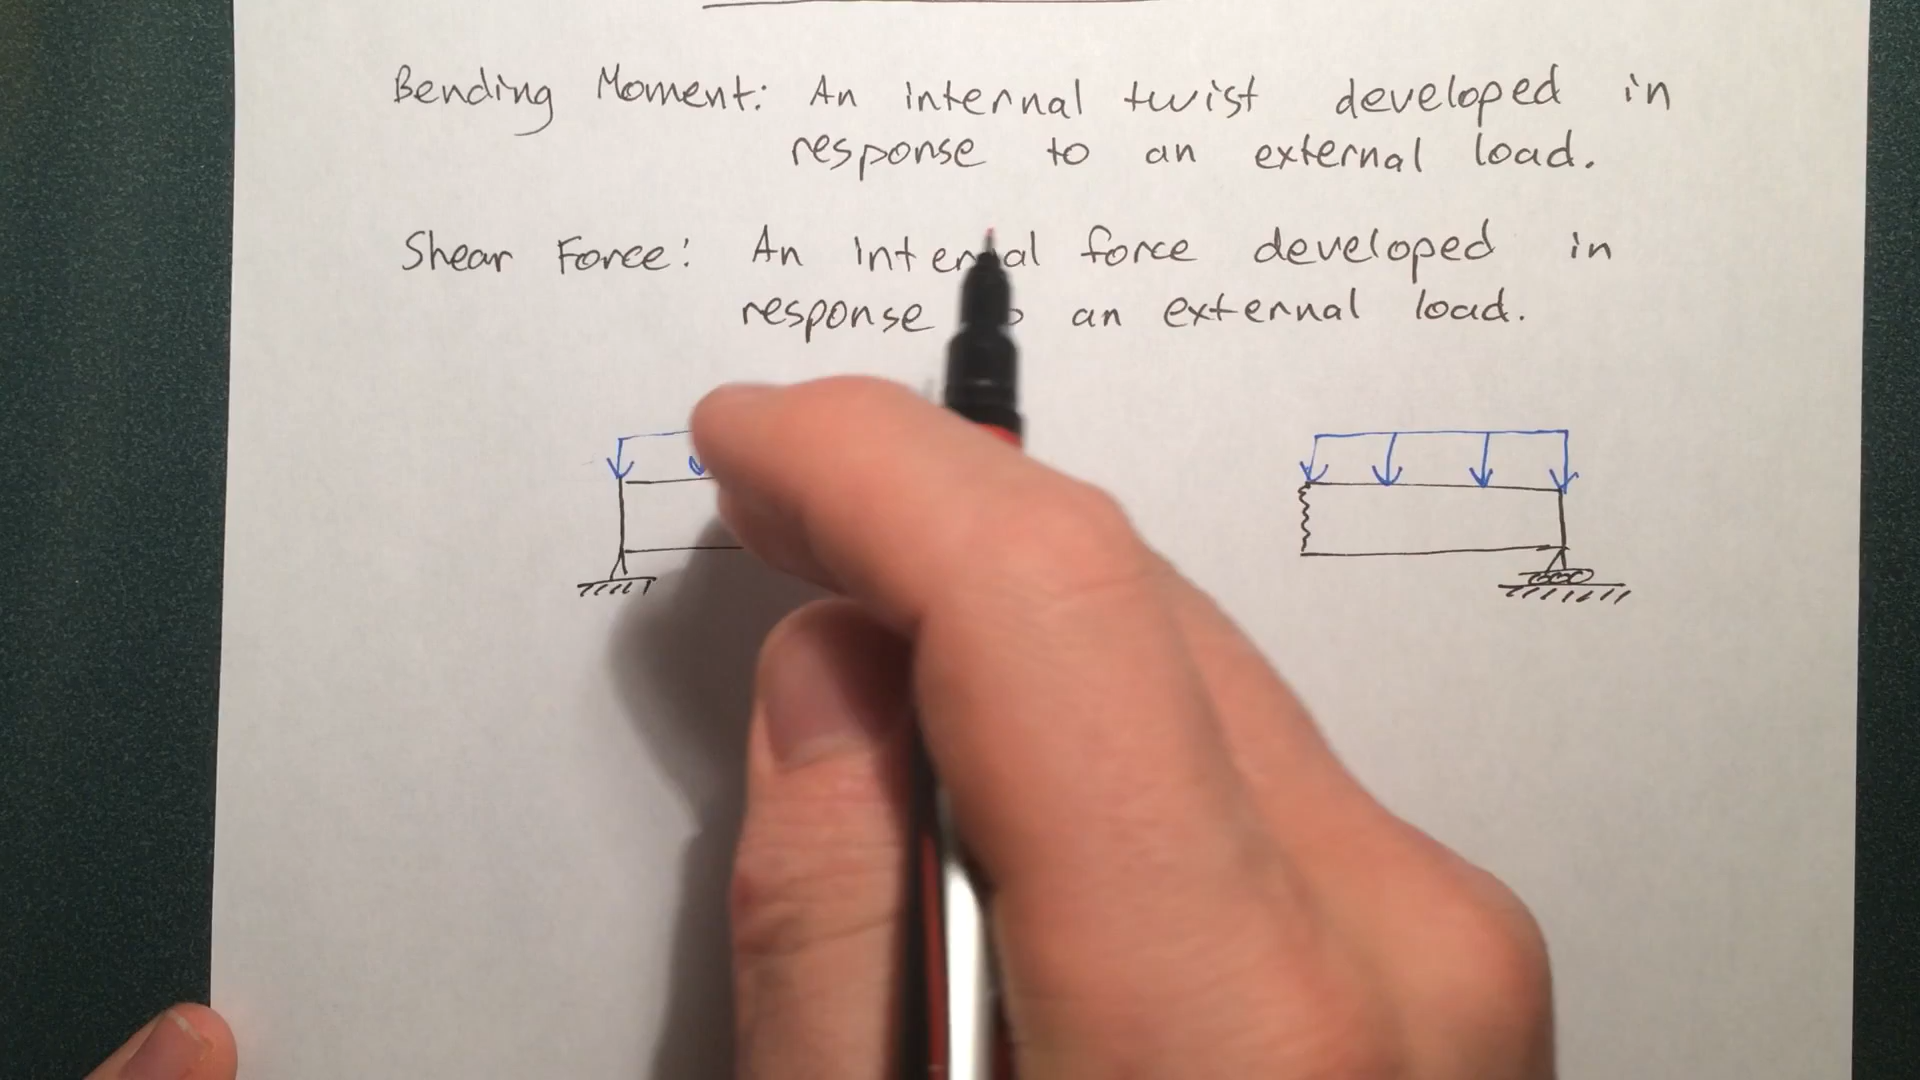 Bending Moment: An internal twist developed in
response to an external load.
Shear Force: An internal force developed in
response an external load.